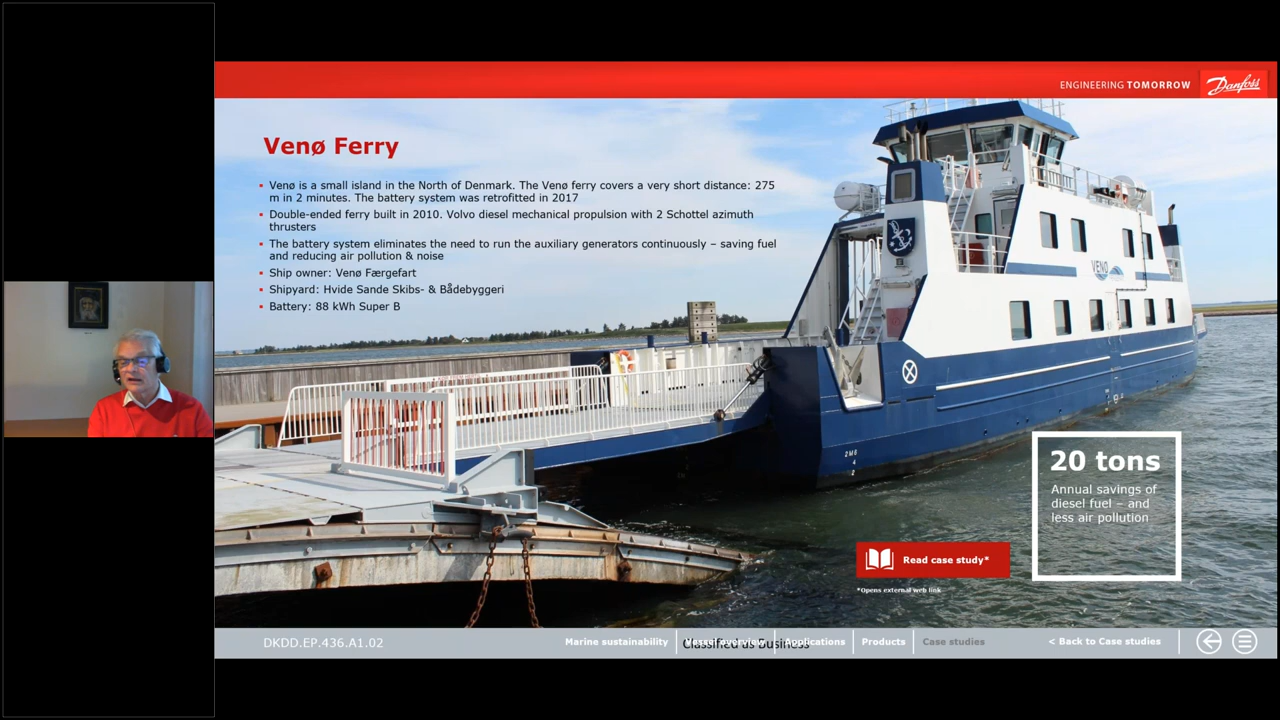 ENGINEERING TOMORROW
Danfoss
Venø Ferry
Venø is a small island in the North of Denmark. The Venø ferry covers a very short distance: 275
m in 2 minutes. The battery system was retrofitted in 2017
Double-ended ferry built in 2010. Volvo diesel mechanical propulsion with 2 Schottel azimuth
thrusters
The battery system eliminates the need to run the auxiliary generators continuously – saving fuel
and reducing air pollution & noise
Ship owner: Venø Færgefart
Shipyard: Hvide Sande Skibs- & Bådebyggeri
Battery: 88 kWh Super B
VENØ
2M6
4
2
20 tons
Annual savings of
diesel fuel – and
less air pollution
Read case study*
*Opens external web link
DKDD.EP.436.A1.02
Marine sustainability
Vessel overview
Applications
Products
Case studies
< Back to Case studies
Classified as Business